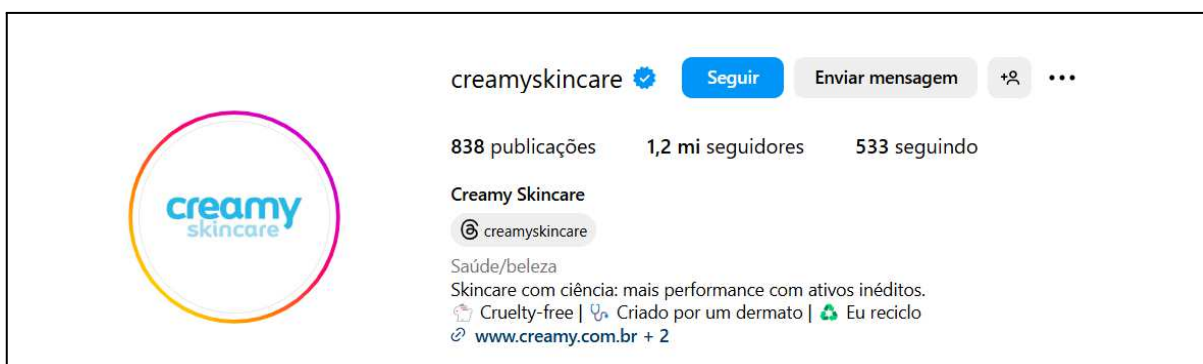 creamy
skincare
creamyskincare Seguir Enviar mensagem
838 publicações 1,2 mi seguidores 533 seguindo
Creamy Skincare
creamyskincare
Saúde/beleza
Skincare com ciência: mais performance com ativos inéditos.
Cruelty-free | Criado por um dermato | Eu reciclo
www.creamy.com.br + 2